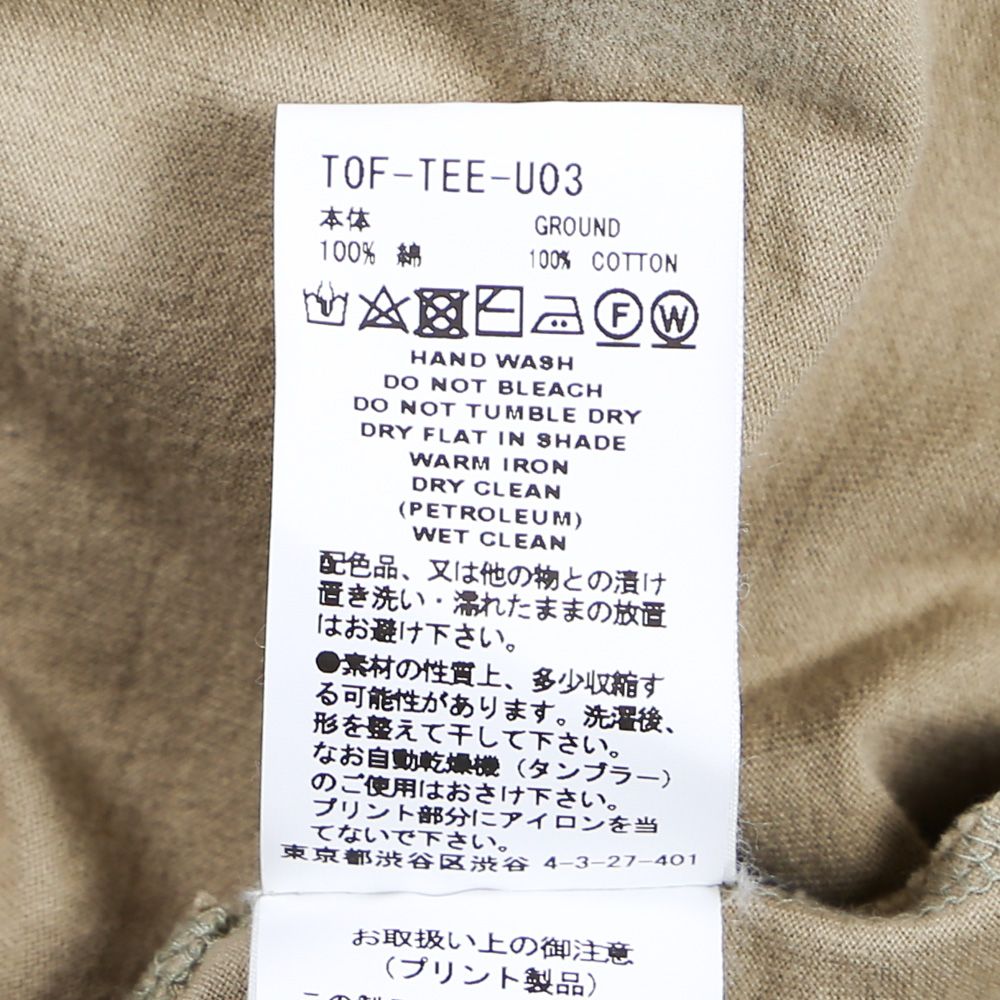 TOF-TEE-U03
本体 GROUND
100% 綿 100% COTTON
F W
HAND WASH
DO NOT BLEACH
DO NOT TUMBLE DRY
DRY FLAT IN SHADE
WARM IRON
DRY CLEAN
(PETROLEUM)
WET CLEAN
配色品、又は他の物との漬け
置き洗い・濡れたままの放置
はお避け下さい。
●素材の性質上、多少収縮す
る可能性があります。洗濯後、
形を整えて干して下さい。
なお自動乾燥機（タンブラー）
のご使用はおさけ下さい。
プリント部分にアイロンを当
てないで下さい。
東京都渋谷区渋谷 4-3-27-401
お取扱い上の御注意
（プリント製品）